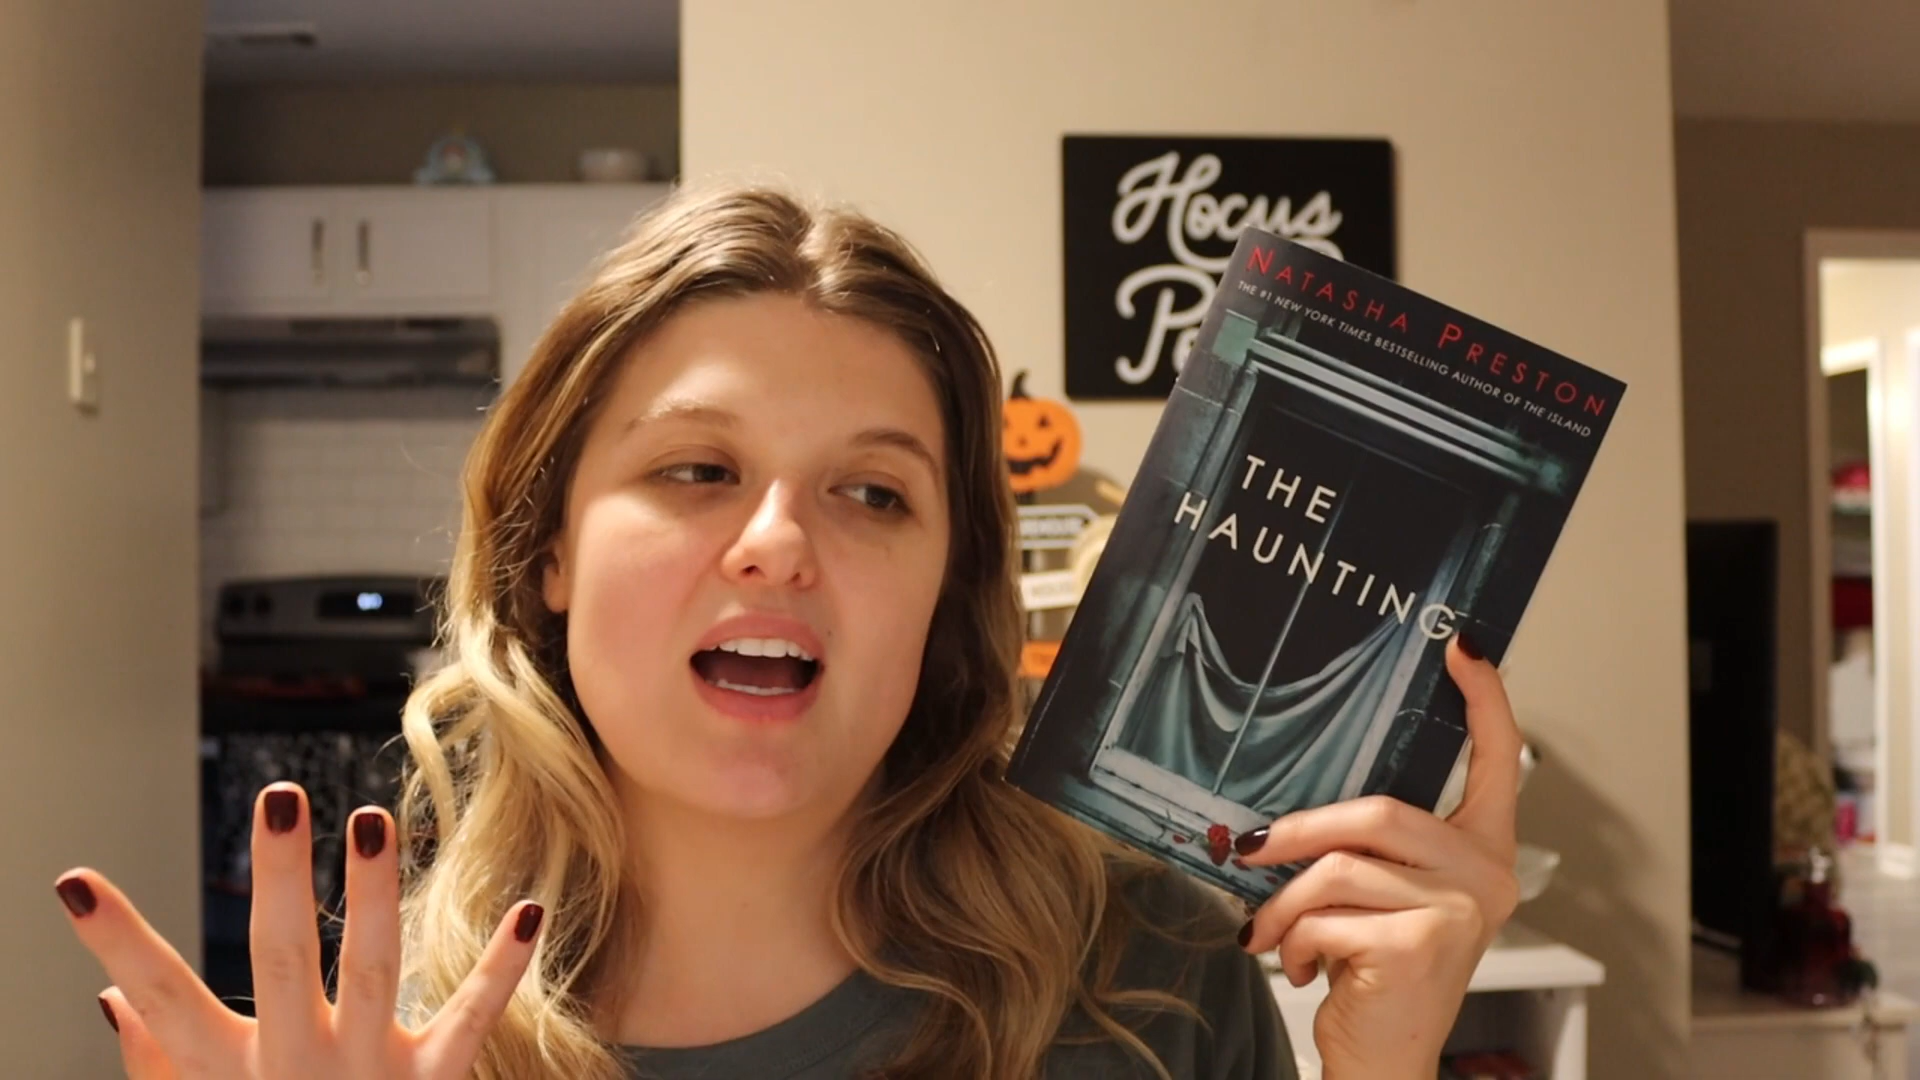 Hocus
NATASHA PRESTON
THE #1 NEW YORK TIMES BESTSELLING AUTHOR OF THE ISLAND
THE
HAUNTING